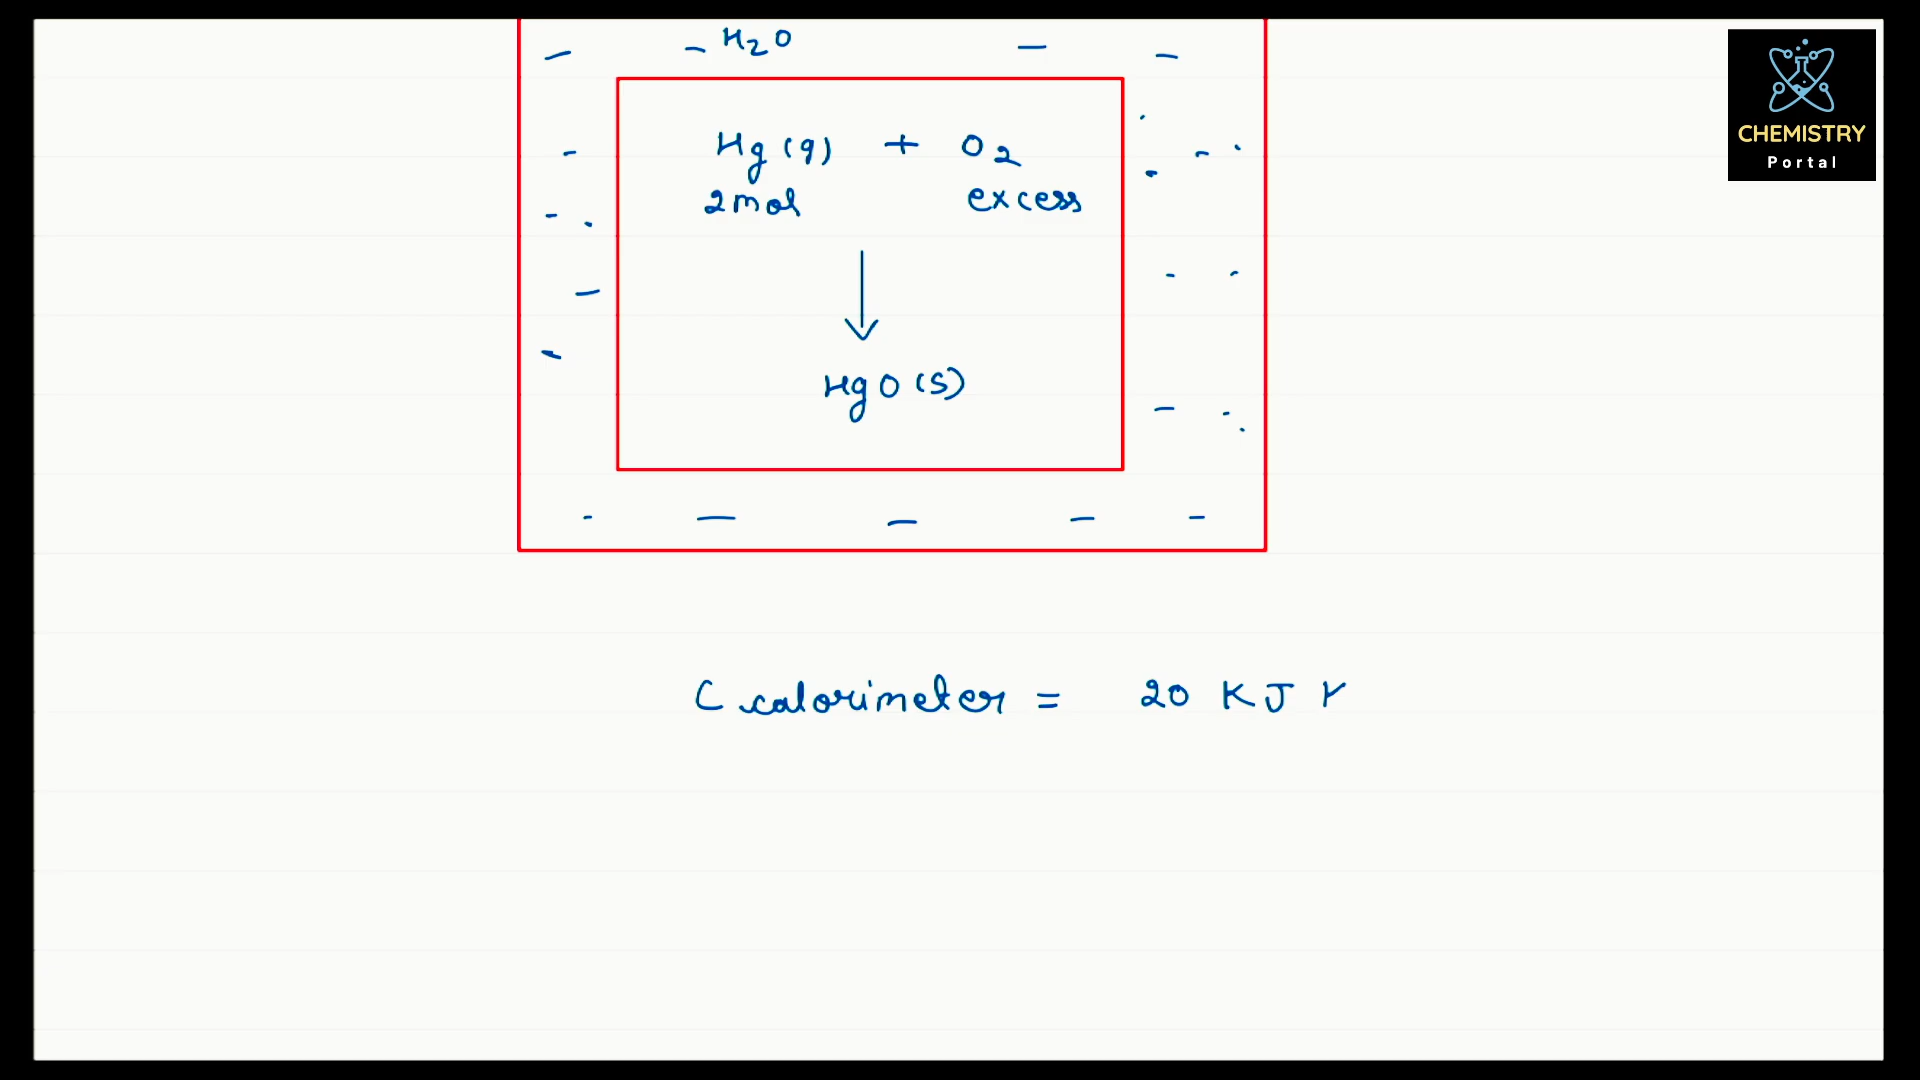 H2O
Hg(g) + O2
2mol excess
HgO(s)
C calorimeter = 20 KJ K
CHEMISTRY
Portal